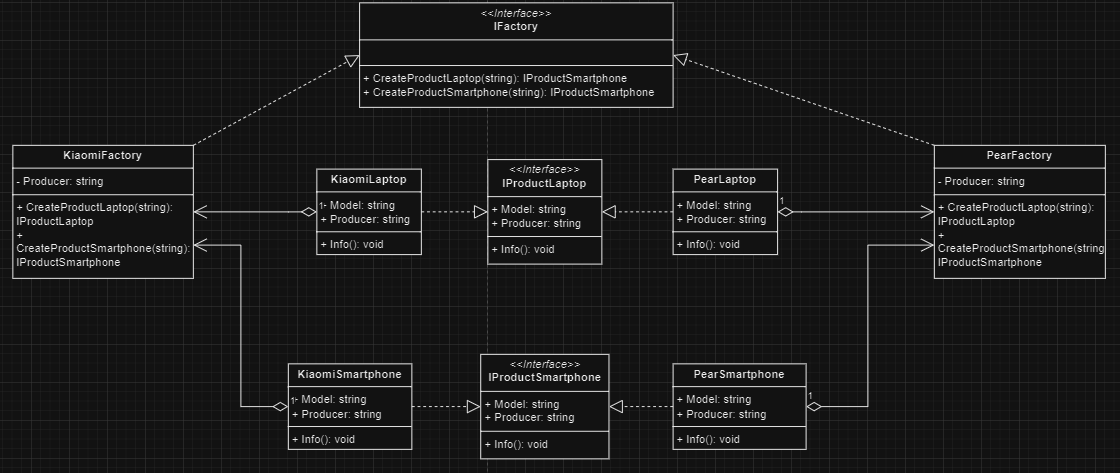 <<Interface>>
IFactory
+ CreateProductLaptop(string): IProductSmartphone
+ CreateProductSmartphone(string): IProductSmartphone
KiaomiFactory
- Producer: string
+ CreateProductLaptop(string):
IProductLaptop
+
CreateProductSmartphone(string):
IProductSmartphone
KiaomiLaptop
1
- Model: string
+ Producer: string
+ Info(): void
<<Interface>>
IProductLaptop
+ Model: string
+ Producer: string
+ Info(): void
PearLaptop
+ Model: string
+ Producer: string
+ Info(): void
1
PearFactory
- Producer: string
+ CreateProductLaptop(string):
IProductLaptop
+
CreateProductSmartphone(string
IProductSmartphone
KiaomiSmartphone
1
- Model: string
+ Producer: string
+ Info(): void
<<Interface>>
IProductSmartphone
+ Model: string
+ Producer: string
+ Info(): void
PearSmartphone
+ Model: string
+ Producer: string
+ Info(): void
1